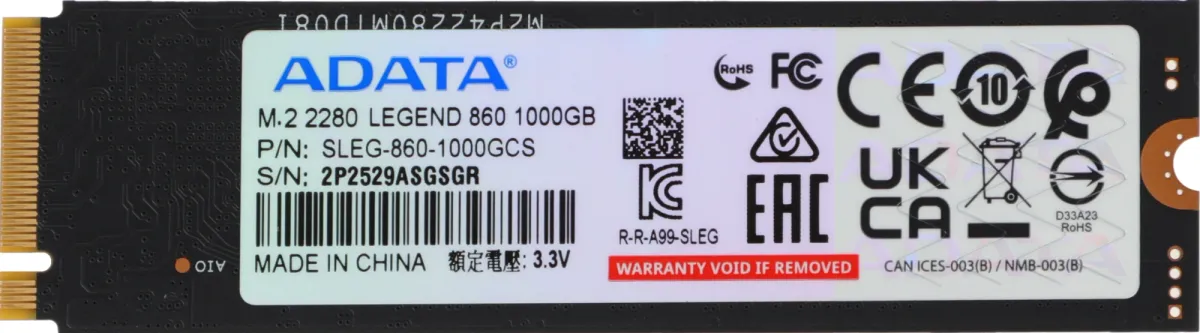 M2P42280M1D1081
ADATA®
M.2 2280 LEGEND 860 1000GB
P/N: SLEG-860-1000GCS
S/N: 2P2529ASGSGR
MADE IN CHINA 額定電壓: 3.3V
RoHS
FC
CE
10
R-R-A99-SLEG
WARRANTY VOID IF REMOVED
EAC
UK
CA
D33A23
RoHS
CAN ICES-003(B) / NMB-003(B)
AIO